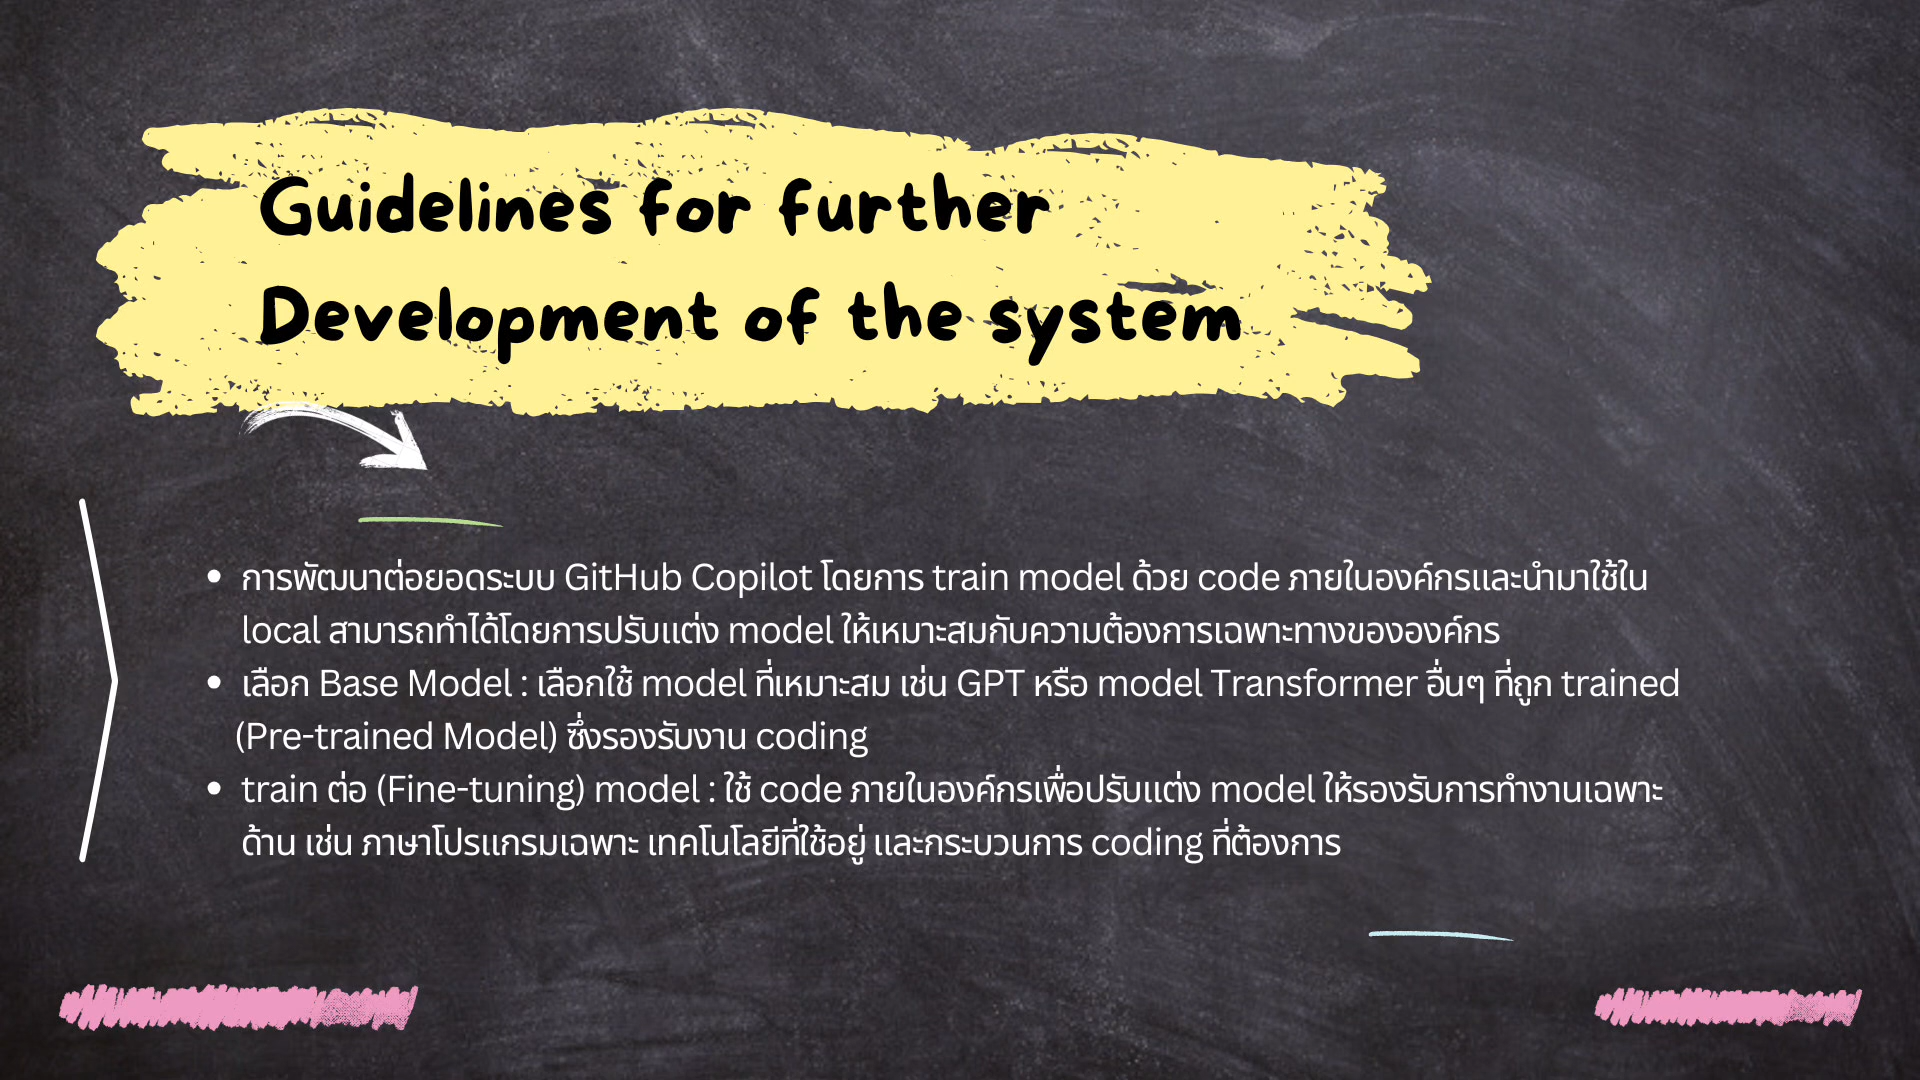 Guidelines for further
Development of the system
• การพัฒนาต่อยอดระบบ GitHub Copilot โดยการ train model ด้วย code ภายในองค์กรและนำมาใช้ใน
local สามารถทำได้โดยการปรับแต่ง model ให้เหมาะสมกับความต้องการเฉพาะทางขององค์กร
• เลือก Base Model : เลือกใช้ model ที่เหมาะสม เช่น GPT หรือ model Transformer อื่นๆ ที่ถูก trained
(Pre-trained Model) ซึ่งรองรับงาน coding
• train ต่อ (Fine-tuning) model : ใช้ code ภายในองค์กรเพื่อปรับแต่ง model ให้รองรับการทำงานเฉพาะ
ด้าน เช่น ภาษาโปรแกรมเฉพาะ เทคโนโลยีที่ใช้อยู่ และกระบวนการ coding ที่ต้องการ